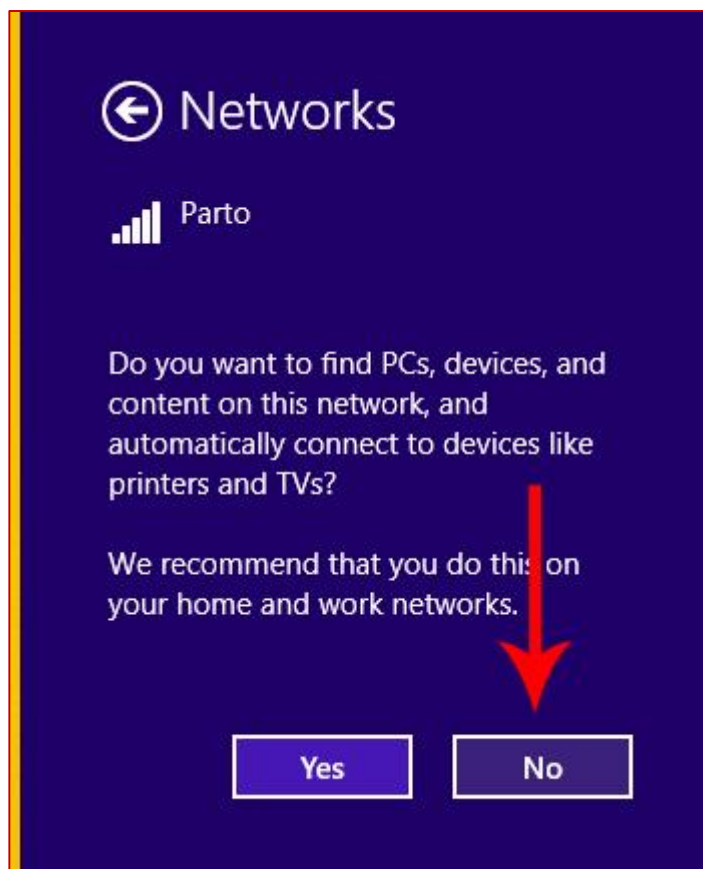 Networks
Parto
Do you want to find PCs, devices, and
content on this network, and
automatically connect to devices like
printers and TVs?
We recommend that you do this on
your home and work networks.
Yes
No